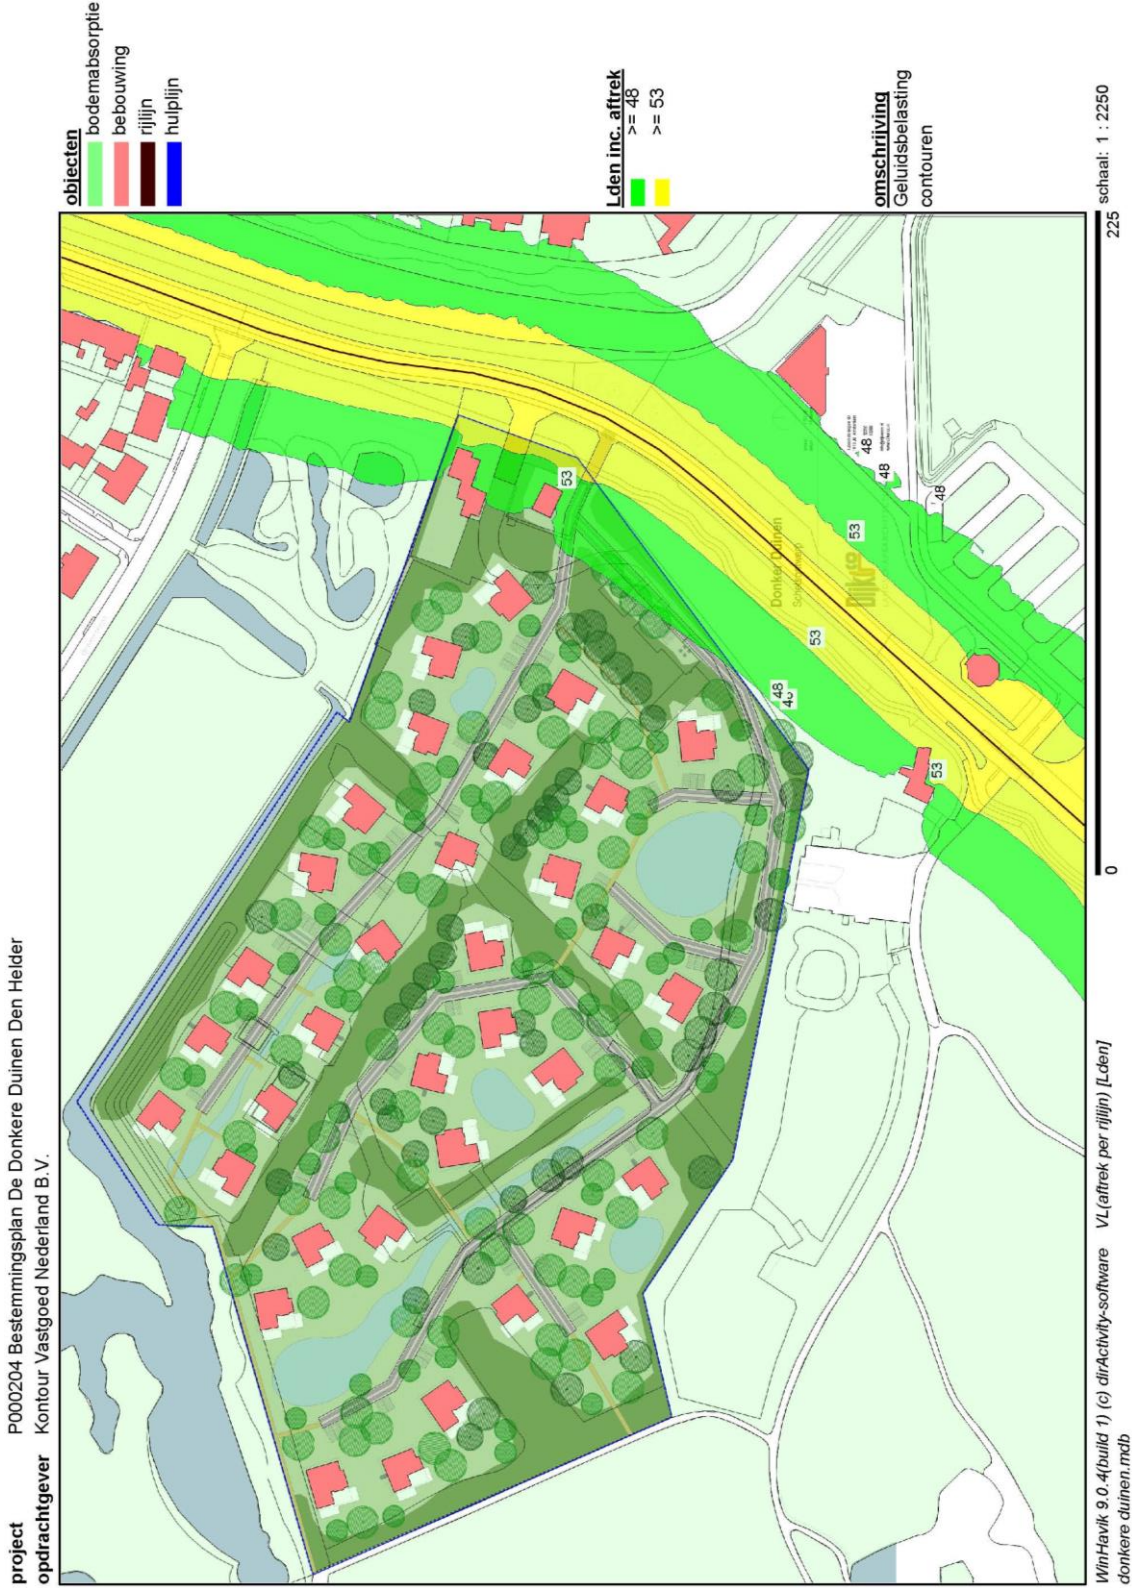 project P000204 Bestemmingsplan De Donkere Duinen Den Helder
opdrachtgever Kontour Vastgoed Nederland B.V.
objecten
bodemabsorptie
bebouwing
rijlijn
hulplijn
Lden inc. aftrek
>= 48
>= 53
omschrijving
Geluidsbelasting
contouren
53
48
48
48
53
Donker Duinen
53
48
53
0
225
schaal: 1 : 2250
WinHavik 9.0.4(build 1) (c) dirActivity-software VL(aftrek per rijlijn) [Lden]
donkere duinen.mdb